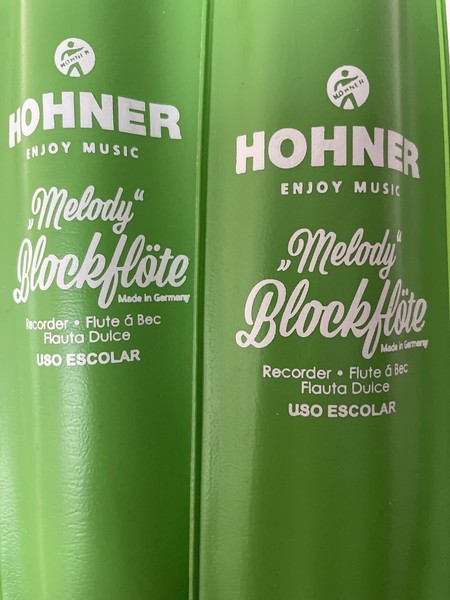 HOHNER
HOHNER
ENJOY MUSIC
„Melody“
Blockflöte
Made in Germany
Recorder • Flute á Bec
Flauta Dulce
USO ESCOLAR
HOHNER
HOHNER
ENJOY MUSIC
„Melody“
Blockflöte
Made in Germany
Recorder • Flute á Bec
Flauta Dulce
USO ESCOLAR